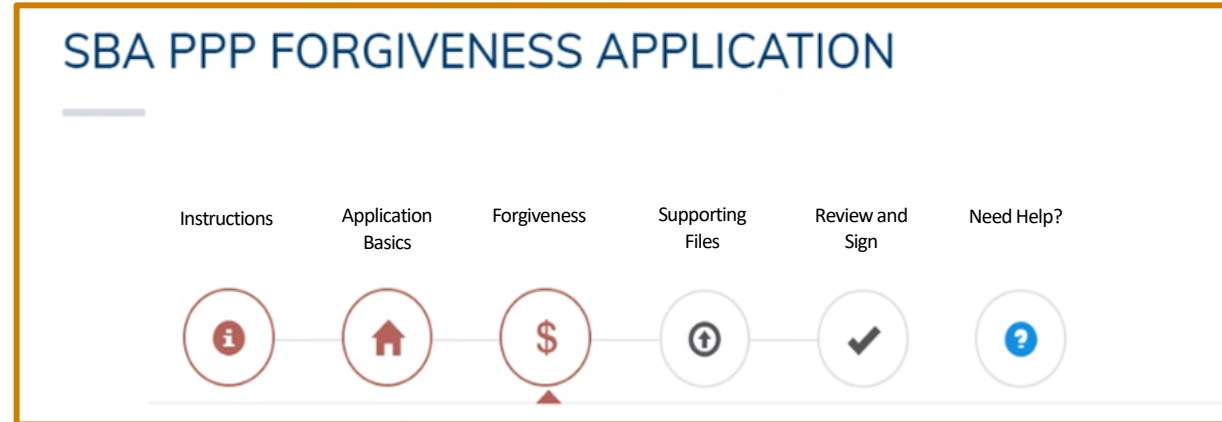 SBA PPP FORGIVENESS APPLICATION
Instructions
Application
Basics
Forgiveness
Supporting
Files
Review and
Sign
Need Help?
i
$
?